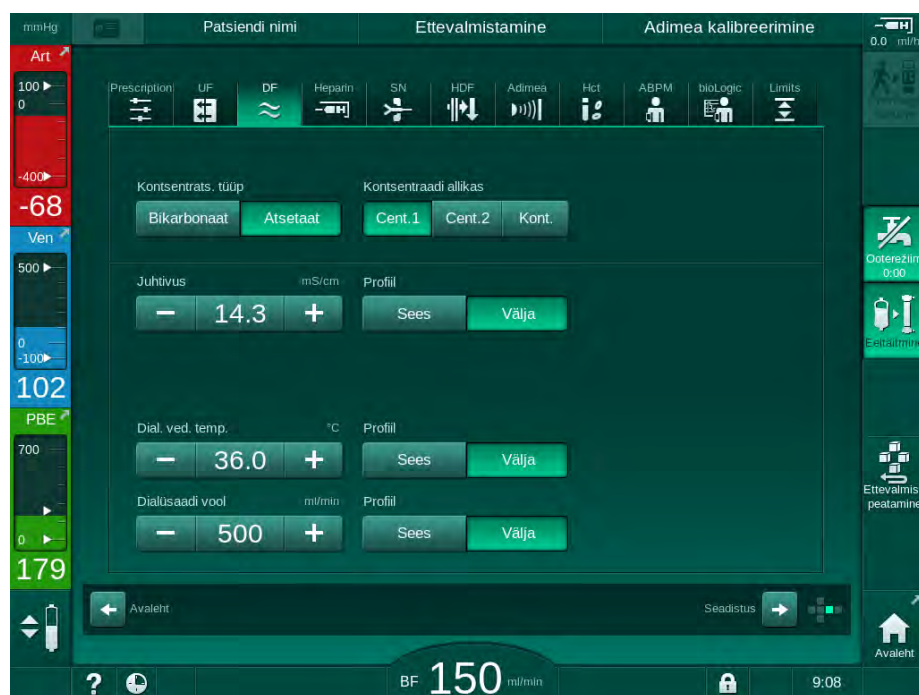 mmHg
Patsiendi nimi
Ettevalmistamine
Adimea kalibreerimine
0.0 ml/h
Art
100
0
-400
-68
Ven
500
0
-100
102
PBE
700
0
179
Prescription UF DF Heparin SN HDF Adimea Hct ABPM bioLogic Limits
H
Kontsentrats. tüüp
Kontsentraadi allikas
Bikarbonaat Atsetaat
Cent.1 Cent.2 Kont.
Juhtivus mS/cm Profiil
− 14.3 + Sees Välja
Dial. ved. temp. °C Profiil
− 36.0 + Sees Välja
Dialüsaadi vool ml/min Profiil
− 500 + Sees Välja
Ooterežiim
0:00
Eeltäitmine
Ettevalmis
peatamine
Avaleht
Seadistus
Avaleht
? BF 150 ml/min 9:08